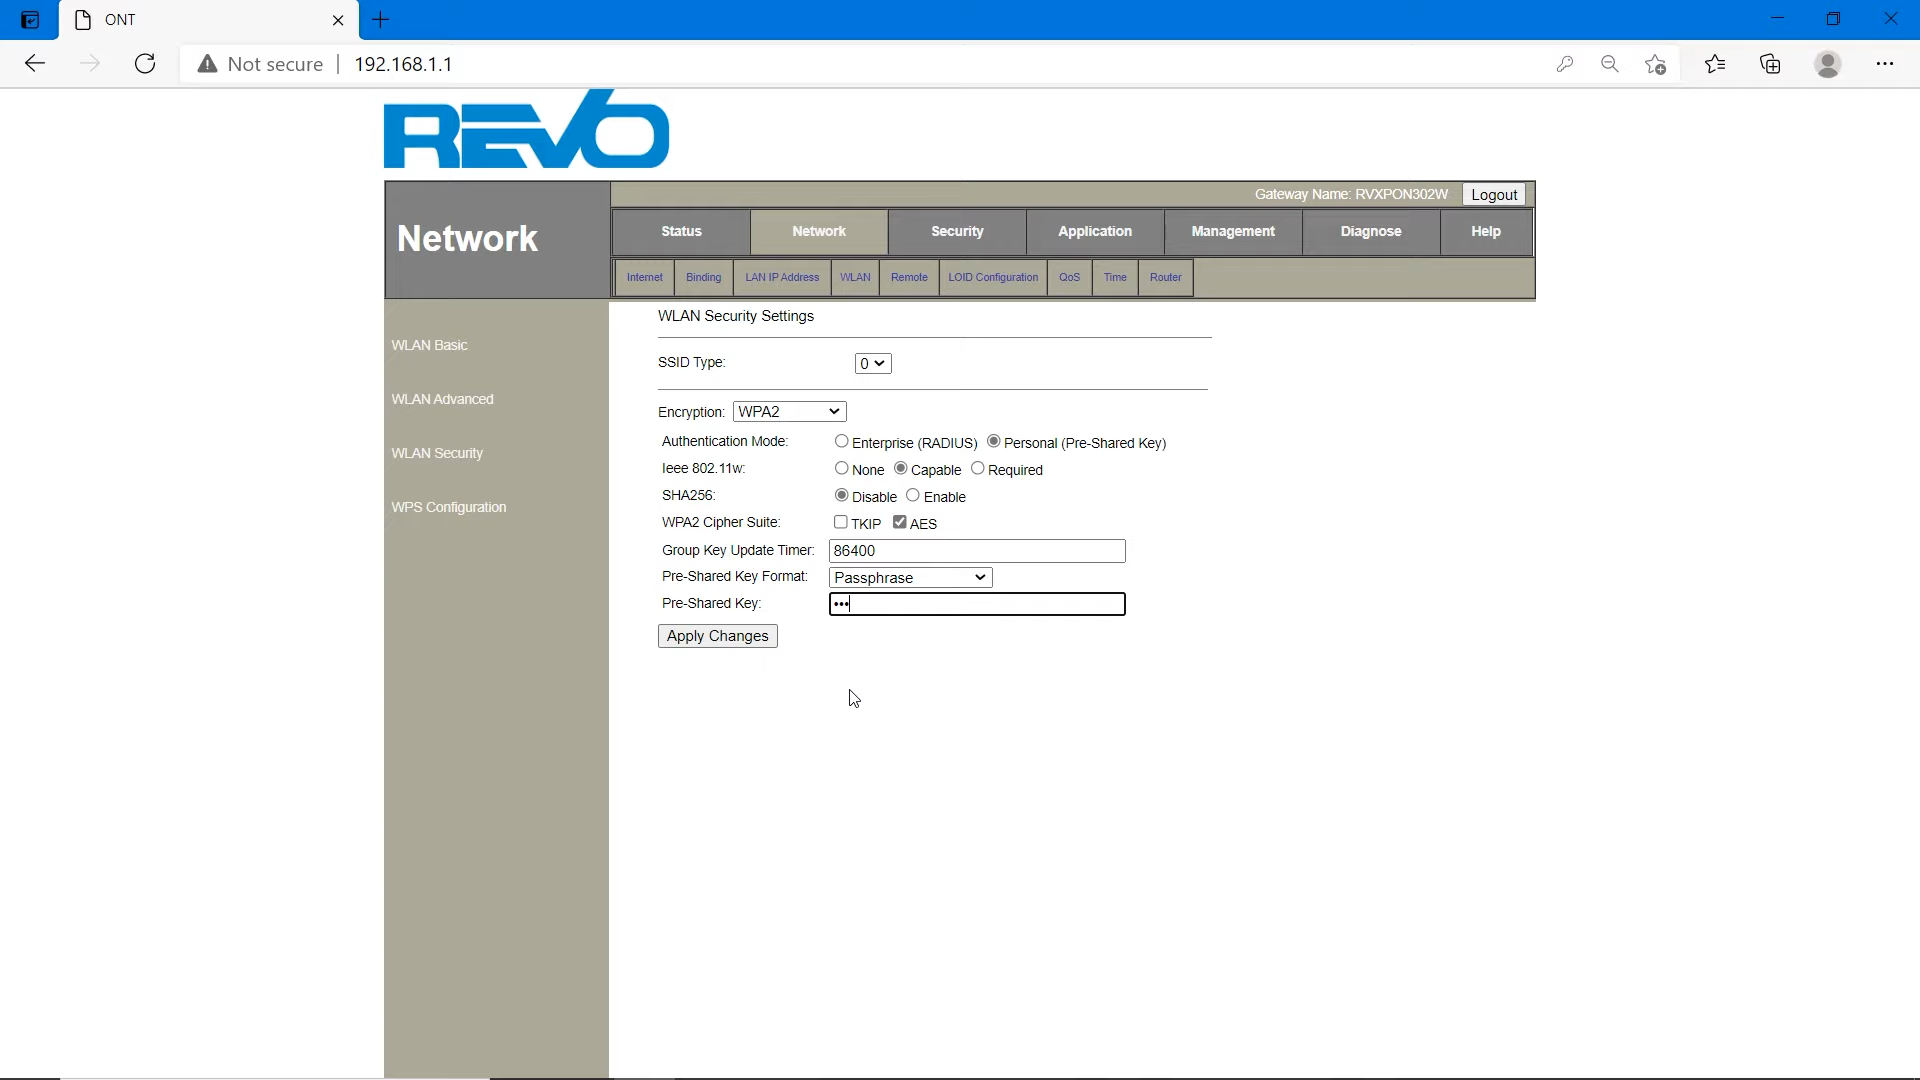 ONT
Not secure | 192.168.1.1
REVO
Gateway Name: RVXPON302W Logout
Network
Status Network Security Application Management Diagnose Help
Internet Binding LAN IP Address WLAN Remote LOID Configuration QoS Time Router
WLAN Basic
WLAN Advanced
WLAN Security
WPS Configuration
WLAN Security Settings
SSID Type: 0
Encryption: WPA2
Authentication Mode: Enterprise (RADIUS) Personal (Pre-Shared Key)
Ieee 802.11w: None Capable Required
SHA256: Disable Enable
WPA2 Cipher Suite: TKIP AES
Group Key Update Timer: 86400
Pre-Shared Key Format: Passphrase
Pre-Shared Key: •••
Apply Changes